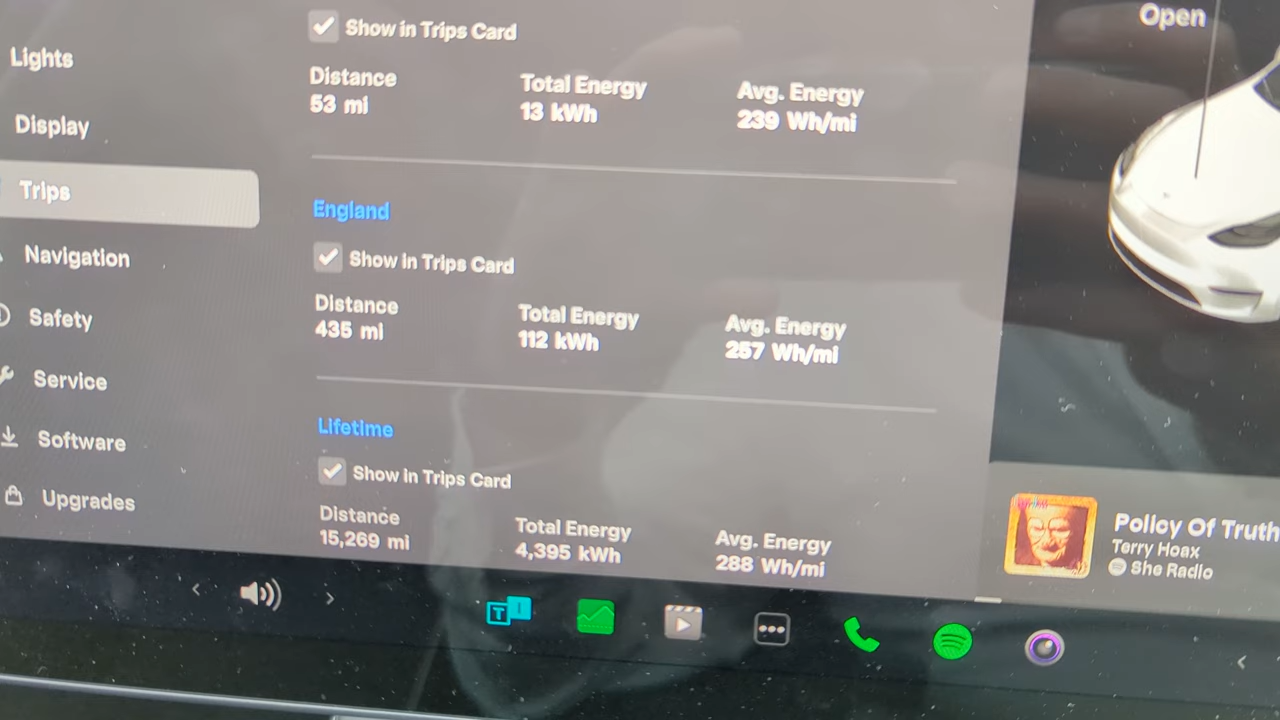 Open
Show in Trips Card
Lights
Distance
53 mi
Total Energy
13 kWh
Avg. Energy
239 Wh/mi
Display
Trips
England
Navigation
Show in Trips Card
Safety
Distance
435 mi
Total Energy
112 kWh
Avg. Energy
257 Wh/mi
Service
Lifetime
Software
Show in Trips Card
Upgrades
Distance
15,269 mi
Total Energy
4,395 kWh
Avg. Energy
288 Wh/mi
Policy Of Truth
Terry Hoax
She Radio
T I